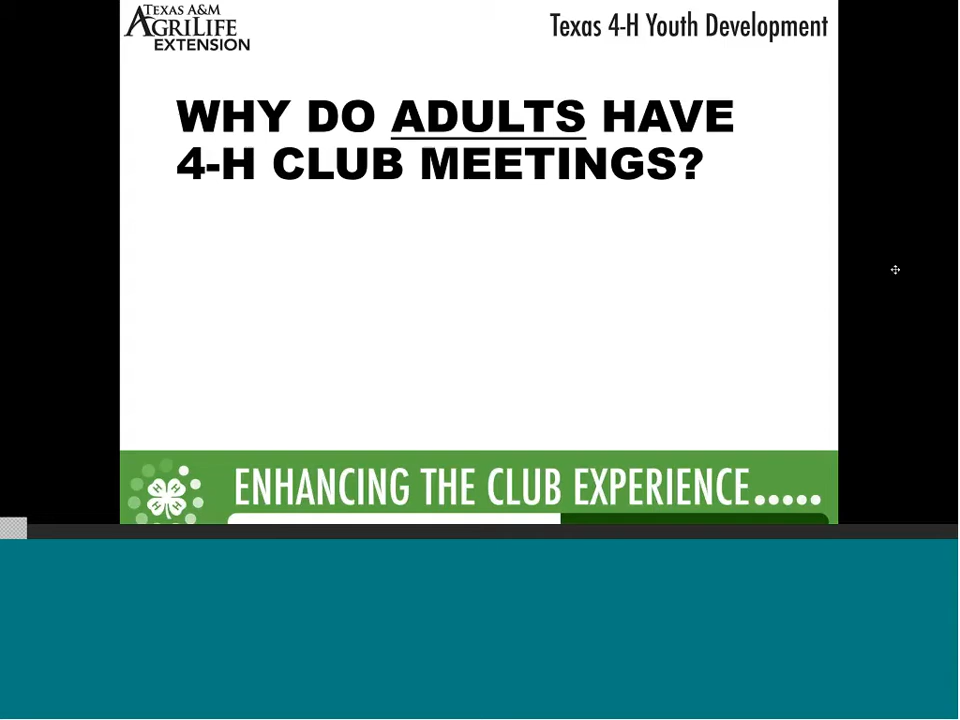 TEXAS A&M
AGRILIFE
EXTENSION
Texas 4-H Youth Development
WHY DO ADULTS HAVE
4-H CLUB MEETINGS?
H H
H H
ENHANCING THE CLUB EXPERIENCE.....